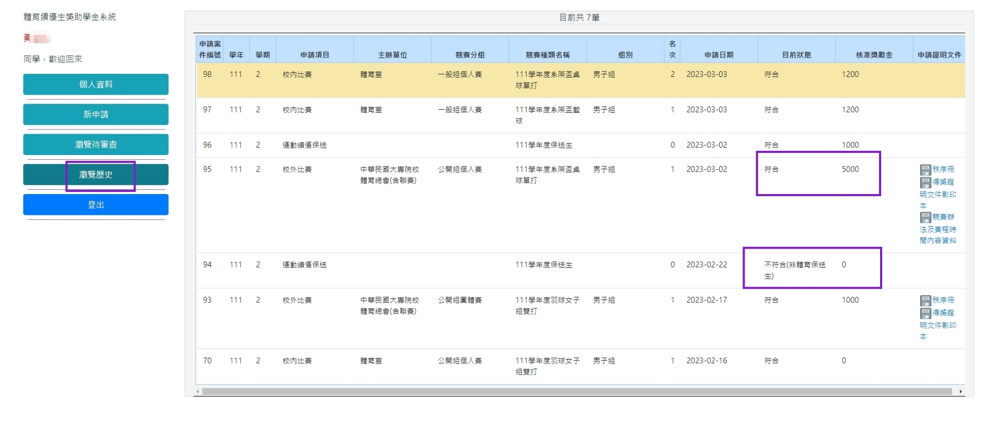 體育績優生獎助學金系統
黃
同學，歡迎回來
個人資料
新申請
瀏覽待審查
瀏覽歷史
登出
目前共 7筆
申請案
件編號 學年 學期 申請項目 主辦單位 競賽分組 競賽種類名稱 組別 名
次 申請日期 目前狀態 核准獎勵金 申請證明文件
98 111 2 校內比賽 體育室 一般組個人賽 111學年度系際盃桌 男子組 2 2023-03-03 符合 1200
球單打
97 111 2 校內比賽 體育室 一般組個人賽 111學年度系際盃籃 男子組 1 2023-03-03 符合 1200
球
96 111 2 運動績優保送 111學年度保送生 0 2023-03-02 符合 1000
95 111 2 校外比賽 中華民國大專院校 公開組個人賽 111學年度系際盃桌 男子組 1 2023-03-02 符合 5000 秩序冊
體育總會(含聯賽) 球單打 得獎證
明文件影印
本
競賽辦
法及賽程時
間內容資料
94 111 2 運動績優保送 111學年度保送生 0 2023-02-22 不符合(非體育保送 0
生)
93 111 2 校外比賽 中華民國大專院校 公開組團體賽 111學年度羽球女子 男子組 1 2023-02-17 符合 1000 秩序冊
體育總會(含聯賽) 組雙打 得獎證
明文件影印
本
70 111 2 校內比賽 體育室 公開組個人賽 111學年度羽球女子 男子組 1 2023-02-16 符合 0
組雙打